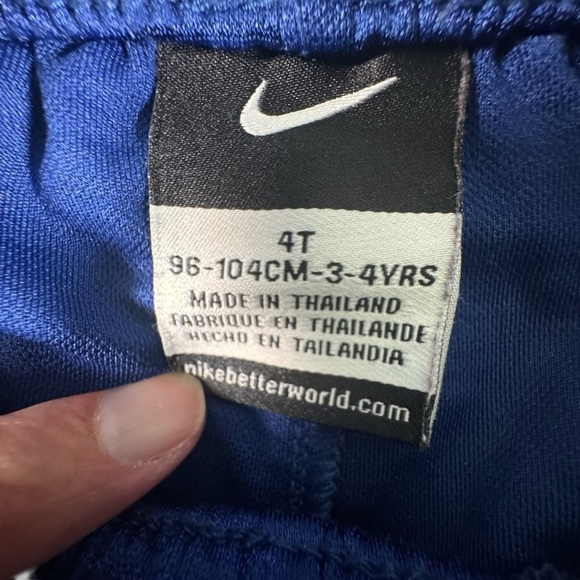 4T
96-104CM-3-4YRS
MADE IN THAILAND
FABRIQUE EN THAILANDE
HECHO EN TAILANDIA
nikebetterworld.com